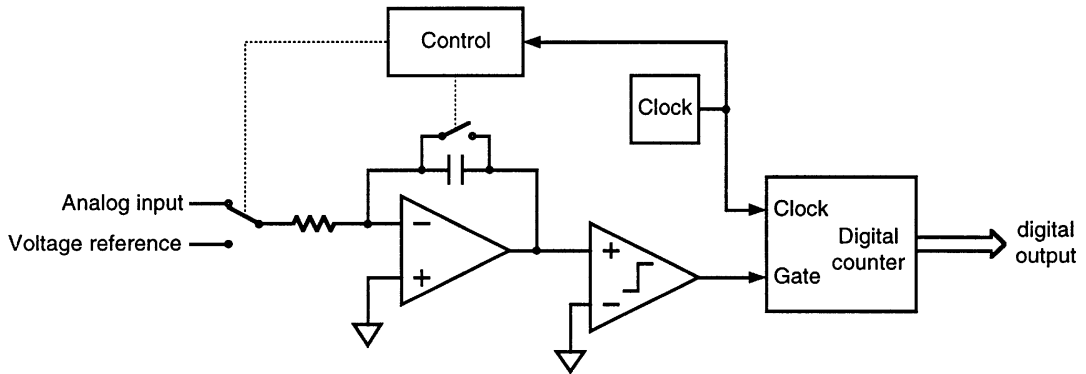 Control
Clock
Analog input
Voltage reference
−
+
+
−
Clock
Digital
counter
Gate
digital
output